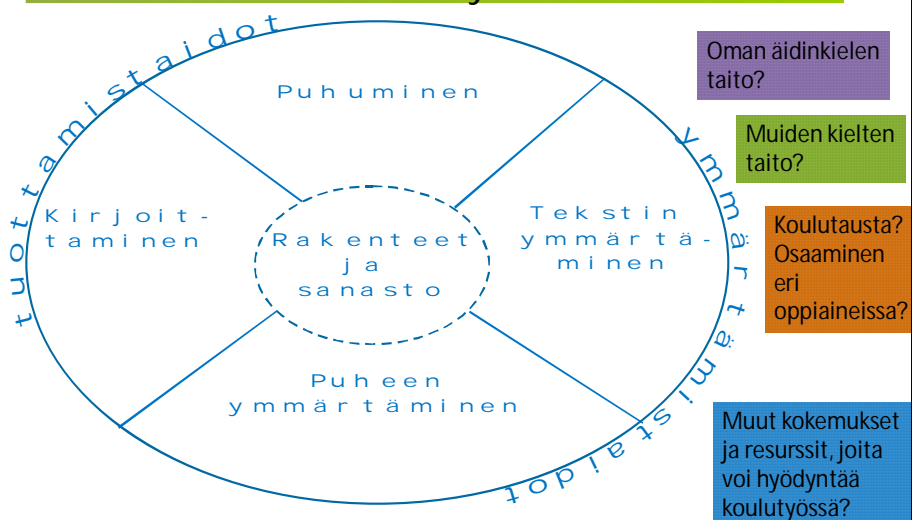 tuottamistaidot
Puhuminen
Kirjoit-
taminen
Rakenteet
ja
sanasto
Tekstin
ymmärtä-
minen
Puheen
ymmärtäminen
ymmärtämistaidot
Oman äidinkielen
taito?
Muiden kielten
taito?
Koulutausta?
Osaaminen
eri
oppiaineissa?
Muut kokemukset
ja resurssit, joita
voi hyödyntää
koulutyössä?